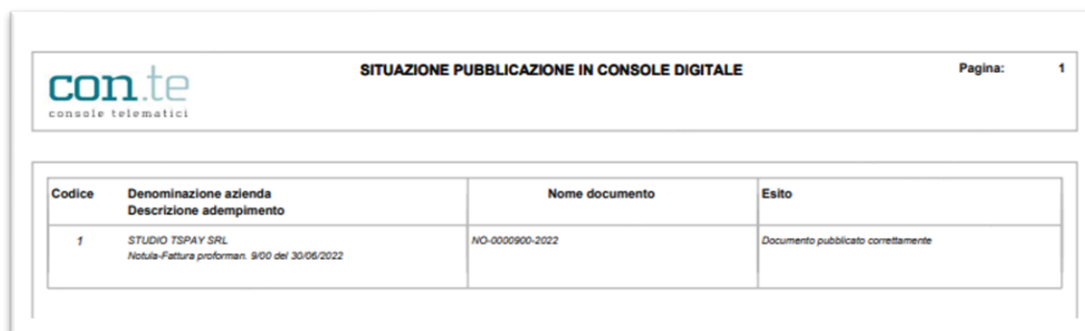 con.te
console telematici
SITUAZIONE PUBBLICAZIONE IN CONSOLE DIGITALE
Pagina: 1
Codice Denominazione azienda Nome documento Esito
Descrizione adempimento
1 STUDIO TSPAY SRL NO-0000900-2022 Documento pubblicato correttamente
Notula-Fattura proforman. 9/00 del 30/06/2022